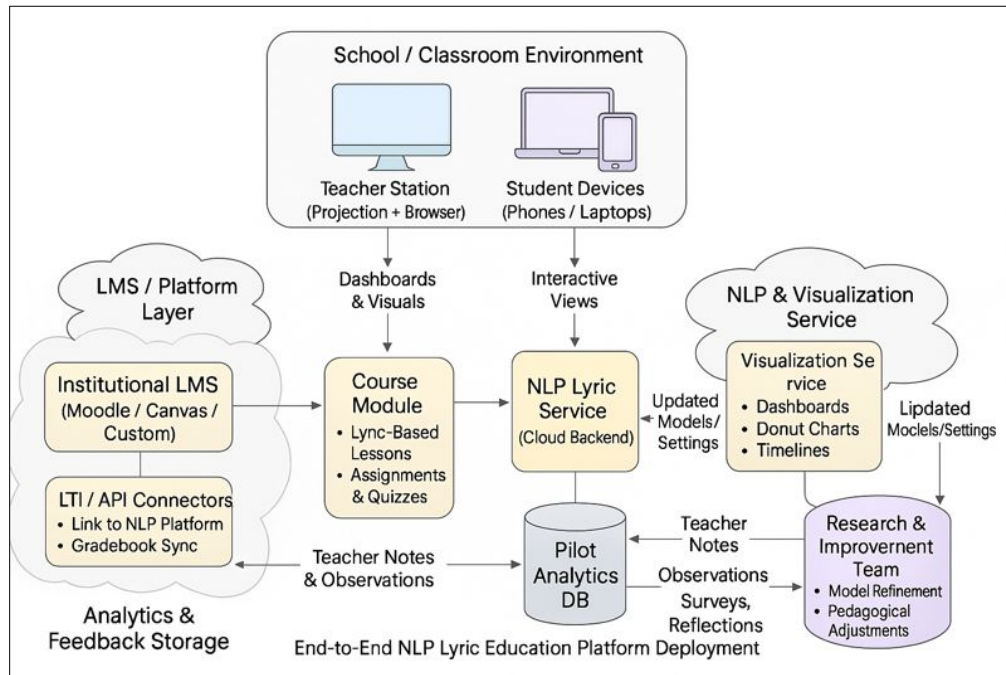 School / Classroom Environment
Teacher Station
(Projection + Browser)
Student Devices
(Phones / Laptops)
Dashboards
& Visuals
Interactive
Views
LMS / Platform
Layer
NLP & Visualization
Service
Institutional LMS
(Moodle / Canvas /
Custom)
Course
Module
• Lync-Based
Lessons
• Assignments
& Quizzes
NLP Lyric
Service
(Cloud Backend)
Updated
Models/
Settings
Visualization Se
rvice
• Dashboards
• Donut Charts
• Timelines
Lipdated
Moclels/Settings
LTI / API Connectors
• Link to NLP Platform
• Gradebook Sync
Teacher Notes
& Observations
Pilot
Analytics
DB
Teacher
Notes
Observations
Surveys,
Reflections
Research &
Improvernent
Team
• Model Refinement
• Pedagogical
Adjustments
Analytics &
Feedback Storage
End-to-End NLP Lyric Education Platform Deployment